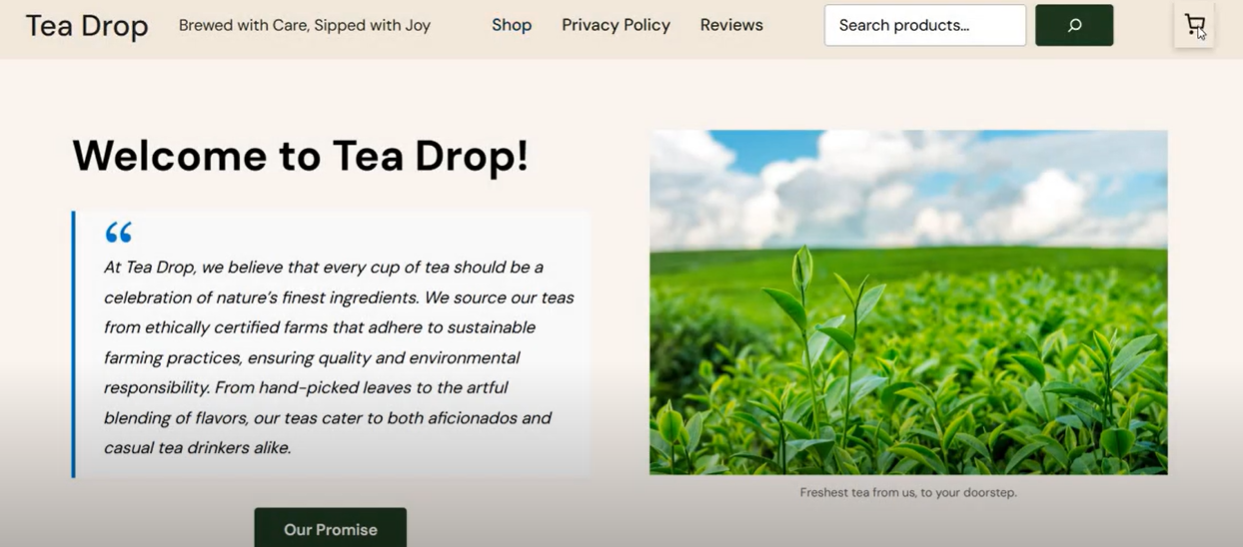 Tea Drop
Brewed with Care, Sipped with Joy
Shop
Privacy Policy
Reviews
Search products...
Welcome to Tea Drop!
“
At Tea Drop, we believe that every cup of tea should be a
celebration of nature’s finest ingredients. We source our teas
from ethically certified farms that adhere to sustainable
farming practices, ensuring quality and environmental
responsibility. From hand-picked leaves to the artful
blending of flavors, our teas cater to both aficionados and
casual tea drinkers alike.
Freshest tea from us, to your doorstep.
Our Promise